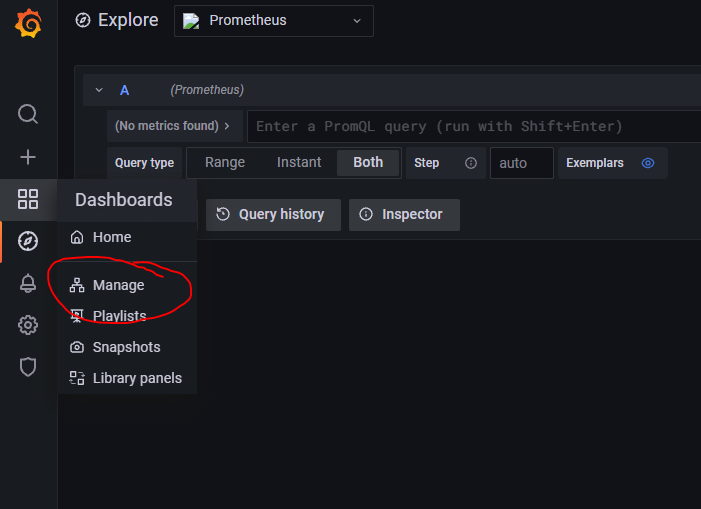 Explore Prometheus
A (Prometheus)
(No metrics found) > Enter a PromQL query (run with Shift+Enter)
Query type Range Instant Both Step auto Exemplars
Dashboards
Query history Inspector
Home
Manage
Playlists
Snapshots
Library panels